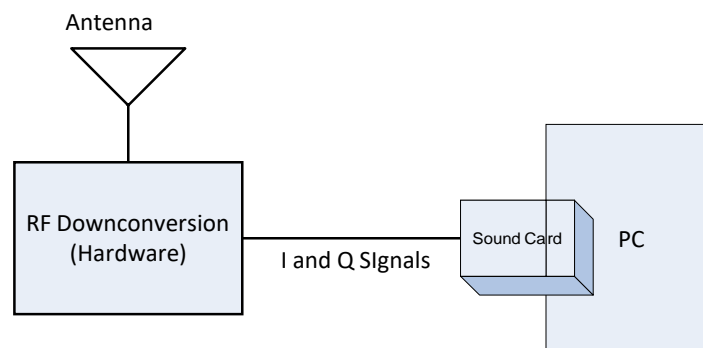 Antenna
RF Downconversion
(Hardware)
I and Q SIgnals
Sound Card
PC